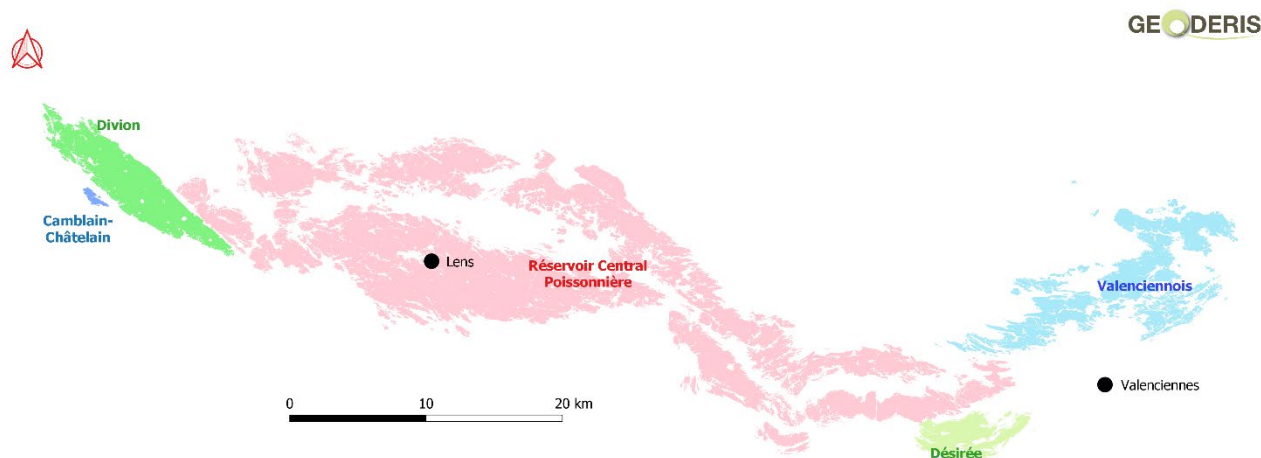 GEODERIS
Divion
Camblain-
Châtelain
Lens
Réservoir Central
Poissonnière
Valenciennois
0 10 20 km
Valenciennes
Désirée